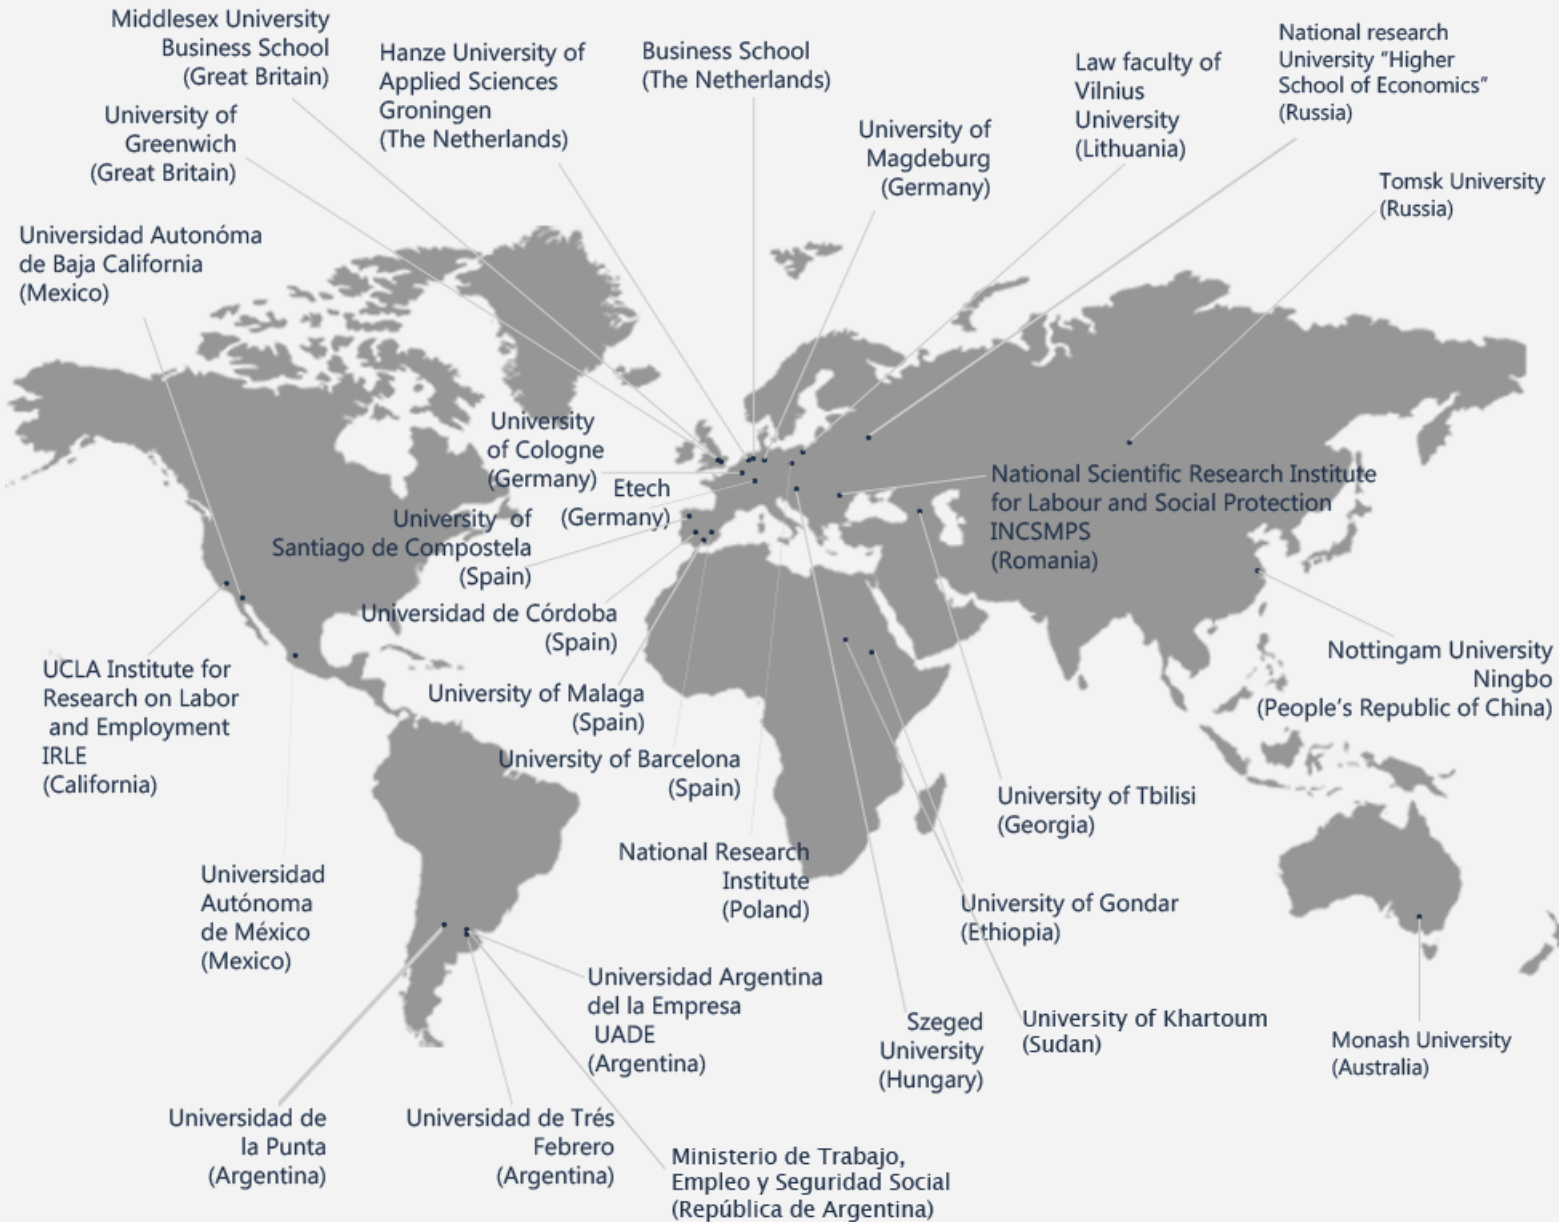 Middlesex University
Business School
(Great Britain)
Hanze University of
Applied Sciences
Groningen
(The Netherlands)
Business School
(The Netherlands)
Law faculty of
Vilnius
University
(Lithuania)
National research
University “Higher
School of Economics”
(Russia)
University of
Greenwich
(Great Britain)
University of
Magdeburg
(Germany)
Tomsk University
(Russia)
Universidad Autonóma
de Baja California
(Mexico)
University
of Cologne
(Germany)
Etech
(Germany)
National Scientific Research Institute
for Labour and Social Protection
INCSMPS
(Romania)
University of
Santiago de Compostela
(Spain)
Universidad de Córdoba
(Spain)
UCLA Institute for
Research on Labor
and Employment
IRLE
(California)
University of Malaga
(Spain)
Nottingam University
Ningbo
(People’s Republic of China)
University of Barcelona
(Spain)
University of Tbilisi
(Georgia)
National Research
Institute
(Poland)
Universidad
Autónoma
de México
(Mexico)
University of Gondar
(Ethiopia)
Universidad Argentina
del la Empresa
UADE
(Argentina)
Szeged
University
(Hungary)
University of Khartoum
(Sudan)
Monash University
(Australia)
Universidad de
la Punta
(Argentina)
Universidad de Trés
Febrero
(Argentina)
Ministerio de Trabajo,
Empleo y Seguridad Social
(República de Argentina)